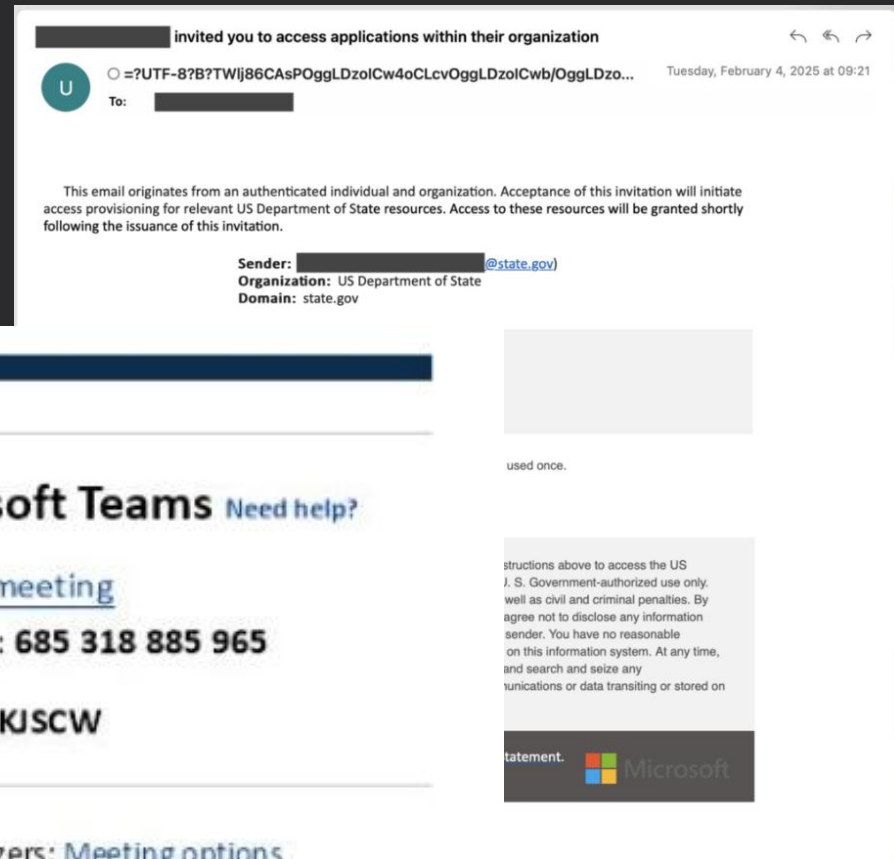 invited you to access applications within their organization
=?UTF-8?B?TWlj86CAsPOggLDzoICw4oCLcvOggLDzoICwb/OggLDzo...
Tuesday, February 4, 2025 at 09:21
U
To:
This email originates from an authenticated individual and organization. Acceptance of this invitation will initiate
access provisioning for relevant US Department of State resources. Access to these resources will be granted shortly
following the issuance of this invitation.
Sender: @state.gov)
Organization: US Department of State
Domain: state.gov
soft Teams Need help?
meeting
: 685 318 885 965
KJSCW
zers: Meeting options
used once.
structions above to access the US
. S. Government-authorized use only.
well as civil and criminal penalties. By
agree not to disclose any information
sender. You have no reasonable
on this information system. At any time,
and search and seize any
nunications or data transiting or stored on
tatement.
Microsoft